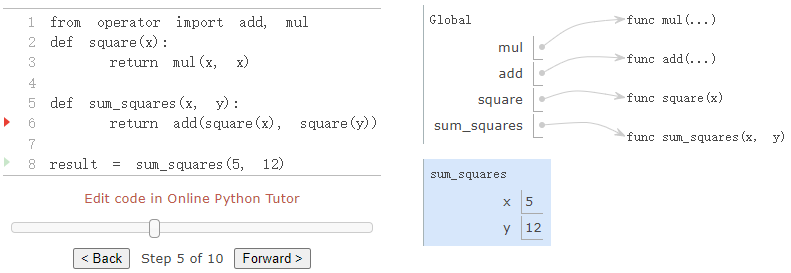 1 from operator import add, mul
2 def square(x):
3 return mul(x, x)
4
5 def sum_squares(x, y):
6 return add(square(x), square(y))
7
8 result = sum_squares(5, 12)
Edit code in Online Python Tutor
< Back Step 5 of 10 Forward >
Global
mul func mul(...)
add func add(...)
square func square(x)
sum_squares func sum_squares(x, y)
sum_squares
x 5
y 12